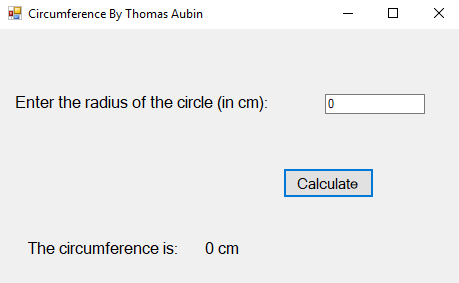 Circumference By Thomas Aubin
Enter the radius of the circle (in cm): 0
Calculate
The circumference is: 0 cm